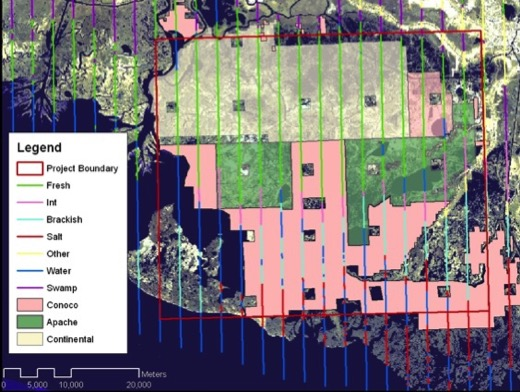 Legend
Project Boundary
Fresh
Int
Brackish
Salt
Other
Water
Swamp
Conoco
Apache
Continental
Meters
0 5,000 10,000 20,000